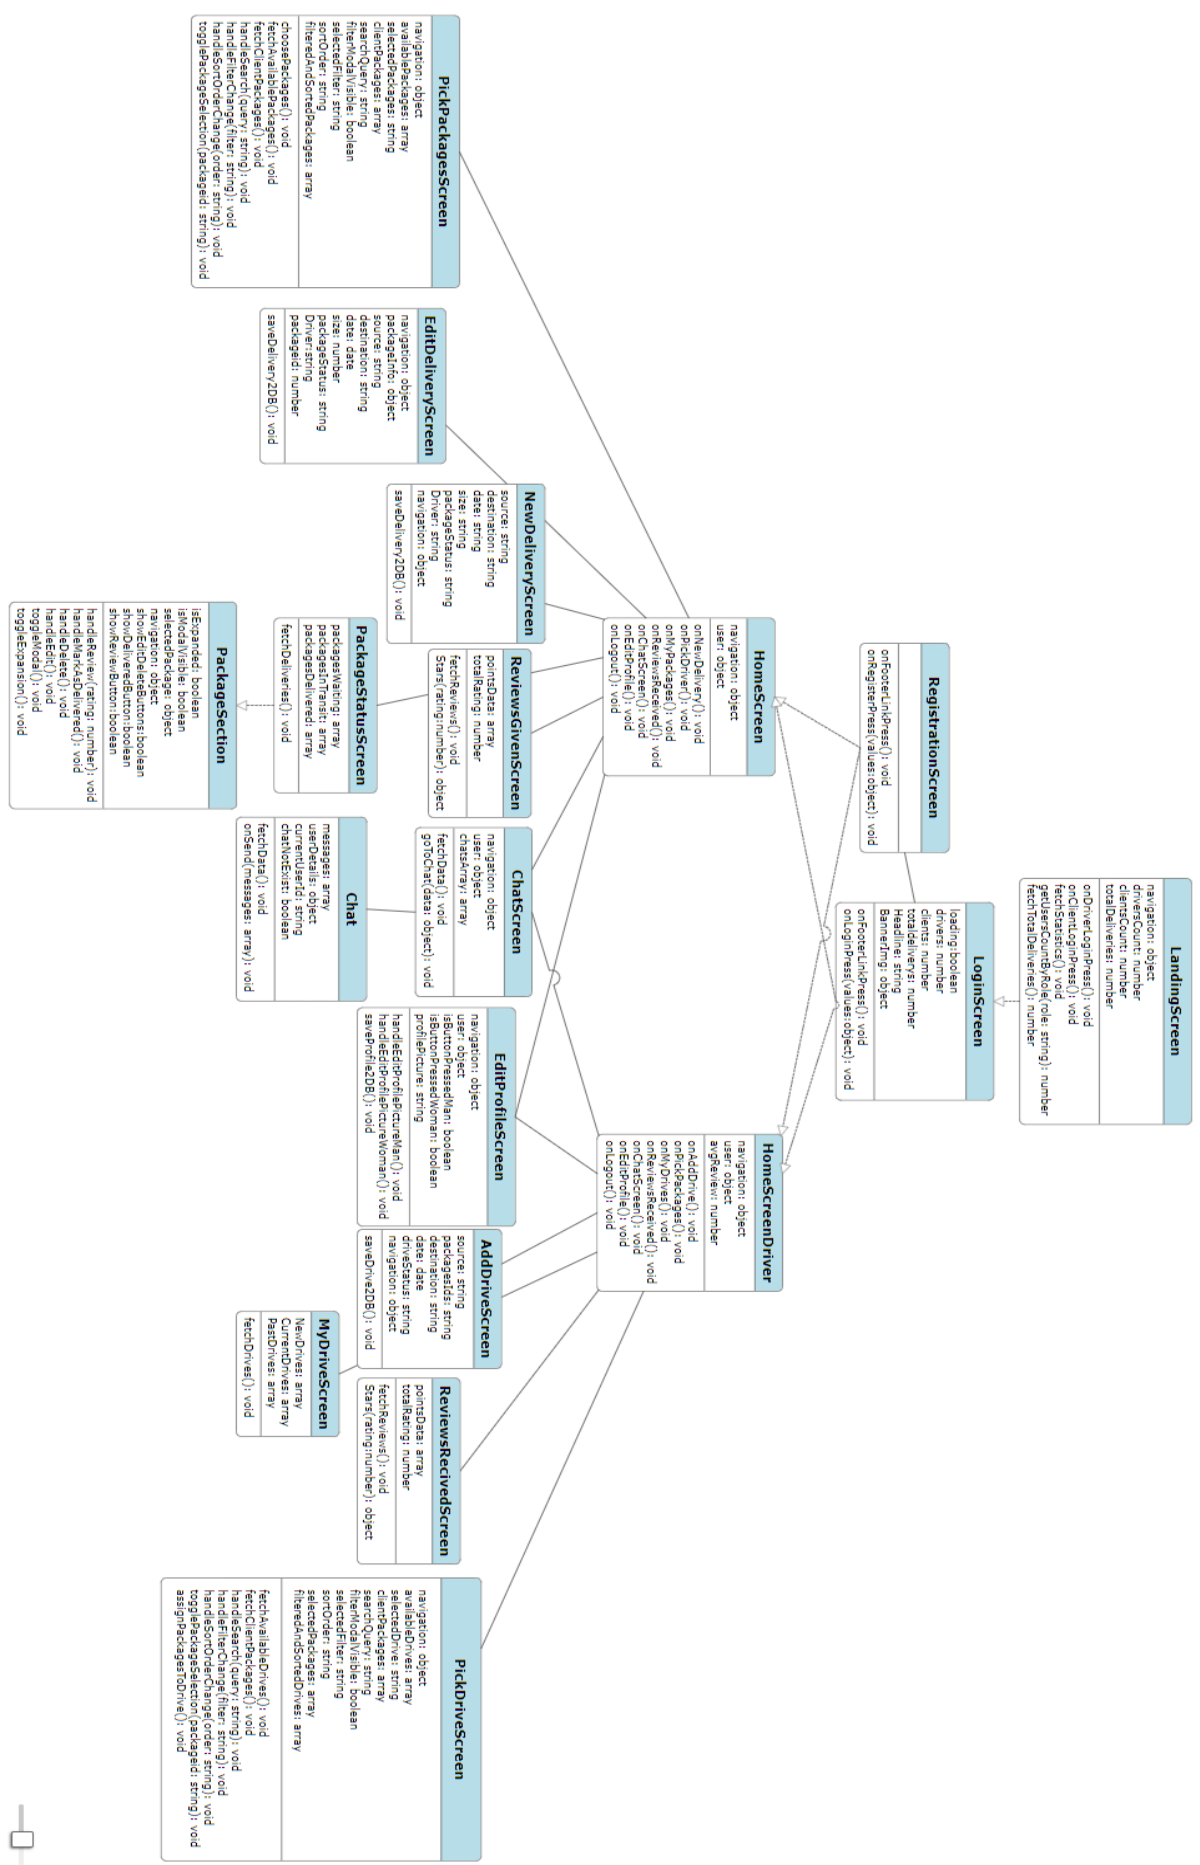 LandingScreen
navigation: object
driversCount: number
clientsCount: number
totalDeliveries: number
onDriverLoginPress(): void
onClientLoginPress(): void
fetchStatistics(): void
getUsersCountByRole(role: string): number
fetchTotalDeliveries(): number
RegistrationScreen
onFooterLinkPress(): void
onRegisterPress(values:object): void
LoginScreen
loading:boolean
drivers: number
clients: number
totaldeliverys: number
Headline: string
BannerImg: object
onFooterLinkPress(): void
onLoginPress(values:object): void
HomeScreen
navigation: object
user: object
onNewDelivery(): void
onPickDriver(): void
onMyPackages(): void
onReviewsReceived(): void
onChatScreen(): void
onEditProfile(): void
onLogout(): void
HomeScreenDriver
navigation: object
user: object
avgReview: number
onAddDrive(): void
onPickPackages(): void
onMyDrives(): void
onReviewsReceived(): void
onChatScreen(): void
onEditProfile(): void
onLogout(): void
PickPackagesScreen
navigation: object
availablePackages: array
selectedPackages: string
clientPackages: array
searchQuery: string
filterModalVisible: boolean
selectedFilter: string
sortOrder: string
filteredAndSortedPackages: array
choosePackages(): void
fetchAvailablePackages(): void
fetchClientPackages(): void
handleSearch(query: string): void
handleFilterChange(filter: string): void
handleSortOrderChange(order: string): void
togglePackageSelection(packageId: string): void
EditDeliveryScreen
navigation: object
packageInfo: object
source: string
destination: string
date: date
size: number
packageStatus: string
Driver:string
packageId: number
saveDelivery2DB(): void
NewDeliveryScreen
source: string
destination: string
date: string
size: string
packageStatus: string
Driver: string
navigation: object
saveDelivery2DB(): void
PackageStatusScreen
packagesWaiting: array
packagesInTransit: array
packagesDelivered: array
fetchDeliveries(): void
PackageSection
isExpanded: boolean
isModalVisible: boolean
selectedPackage: object
navigation: object
showEditDeleteButtons:boolean
showDeliveredButton:boolean
showReviewButton:boolean
handleReview(rating: number): void
handleMarkAsDelivered(): void
handleDelete(): void
handleEdit(): void
toggleModal(): void
toggleExpansion(): void
ReviewsGivenScreen
pointsData: array
totalRating: number
fetchReviews(): void
Stars(rating:number): object
ChatScreen
navigation: object
user: object
chatsArray: array
fetchData(): void
goToChat(data: object): void
Chat
messages: array
userDetails: object
currentUserId: string
chatNotExist: boolean
fetchData(): void
onSend(messages: array): void
EditProfileScreen
navigation: object
user: object
isButtonPressedMan: boolean
isButtonPressedWoman: boolean
profilePicture: string
handleEditProfilePictureMan(): void
handleEditProfilePictureWoman(): void
saveProfile2DB(): void
AddDriveScreen
source: string
packagesIds: string
destination: string
date: date
driveStatus: string
navigation: object
saveDrive2DB(): void
MyDriveScreen
NewDrives: array
CurrentDrives: array
PastDrives: array
fetchDrives(): void
ReviewsRecivedScreen
pointsData: array
totalRating: number
fetchReviews(): void
Stars(rating:number): object
PickDriveScreen
navigation: object
availableDrives: array
selectedDrive: string
clientPackages: array
searchQuery: string
filterModalVisible: boolean
selectedFilter: string
sortOrder: string
selectedPackages: array
filteredAndSortedDrives: array
fetchAvailableDrives(): void
fetchClientPackages(): void
handleSearch(query: string): void
handleFilterChange(filter: string): void
handleSortOrderChange(order: string): void
togglePackageSelection(packageId: string): void
assignPackagesToDrive(): void